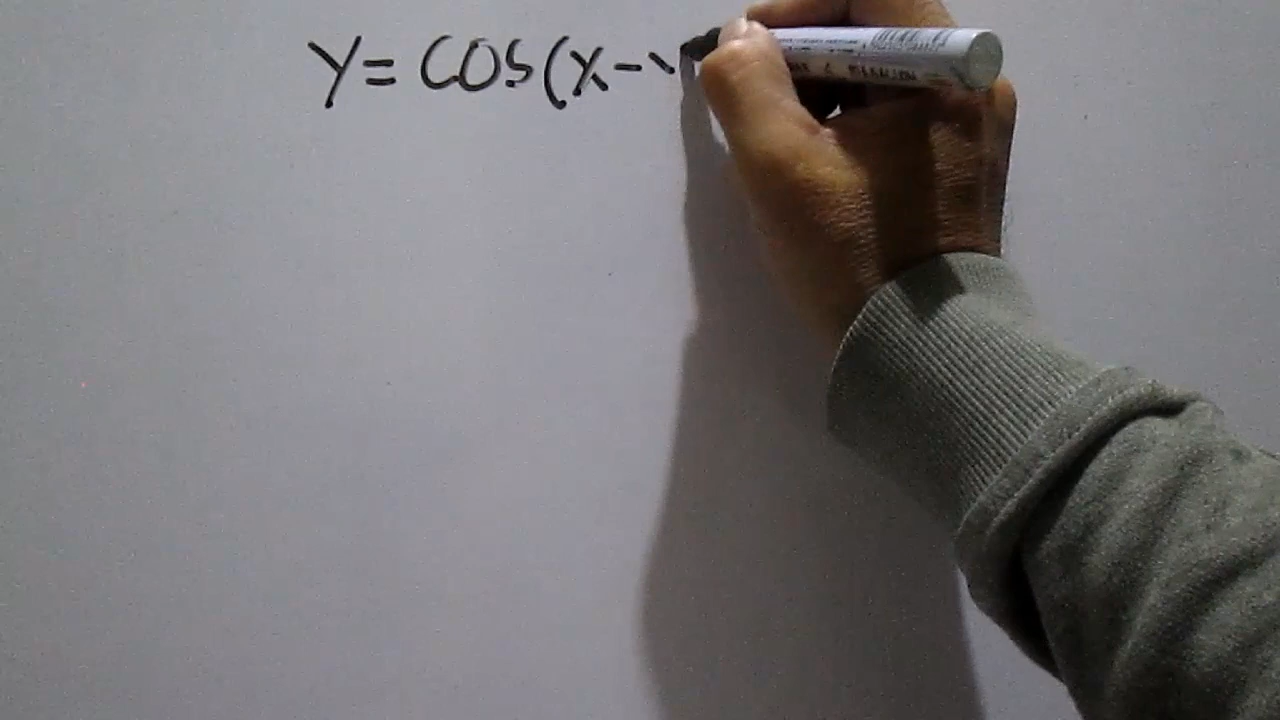 y = cos(x-